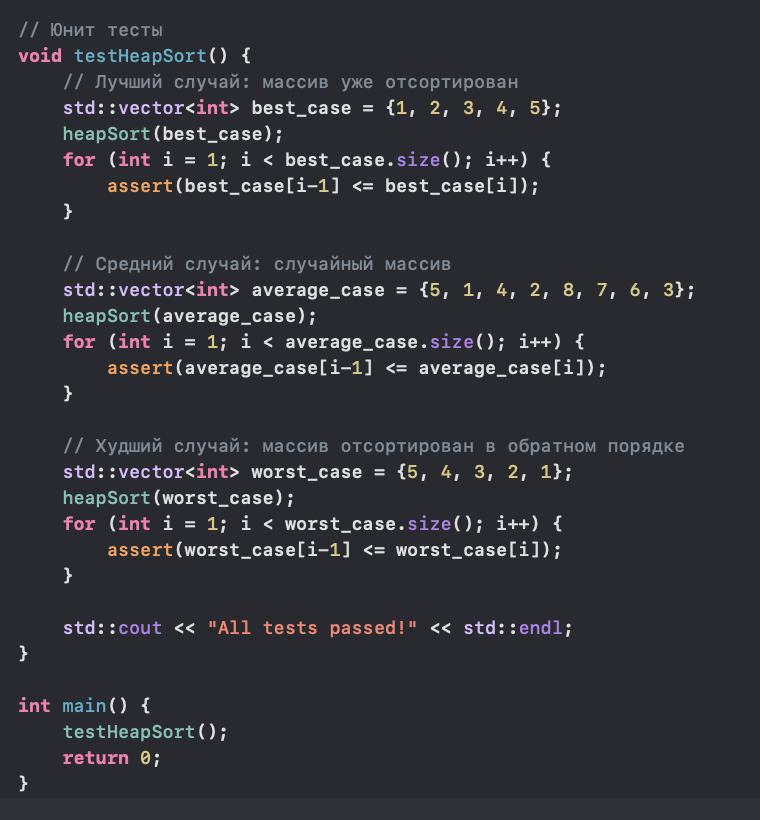 // Юнит тесты
void testHeapSort() {
    // Лучший случай: массив уже отсортирован
    std::vector<int> best_case = {1, 2, 3, 4, 5};
    heapSort(best_case);
    for (int i = 1; i < best_case.size(); i++) {
        assert(best_case[i-1] <= best_case[i]);
    }

    // Средний случай: случайный массив
    std::vector<int> average_case = {5, 1, 4, 2, 8, 7, 6, 3};
    heapSort(average_case);
    for (int i = 1; i < average_case.size(); i++) {
        assert(average_case[i-1] <= average_case[i]);
    }

    // Худший случай: массив отсортирован в обратном порядке
    std::vector<int> worst_case = {5, 4, 3, 2, 1};
    heapSort(worst_case);
    for (int i = 1; i < worst_case.size(); i++) {
        assert(worst_case[i-1] <= worst_case[i]);
    }

    std::cout << "All tests passed!" << std::endl;
}

int main() {
    testHeapSort();
    return 0;
}